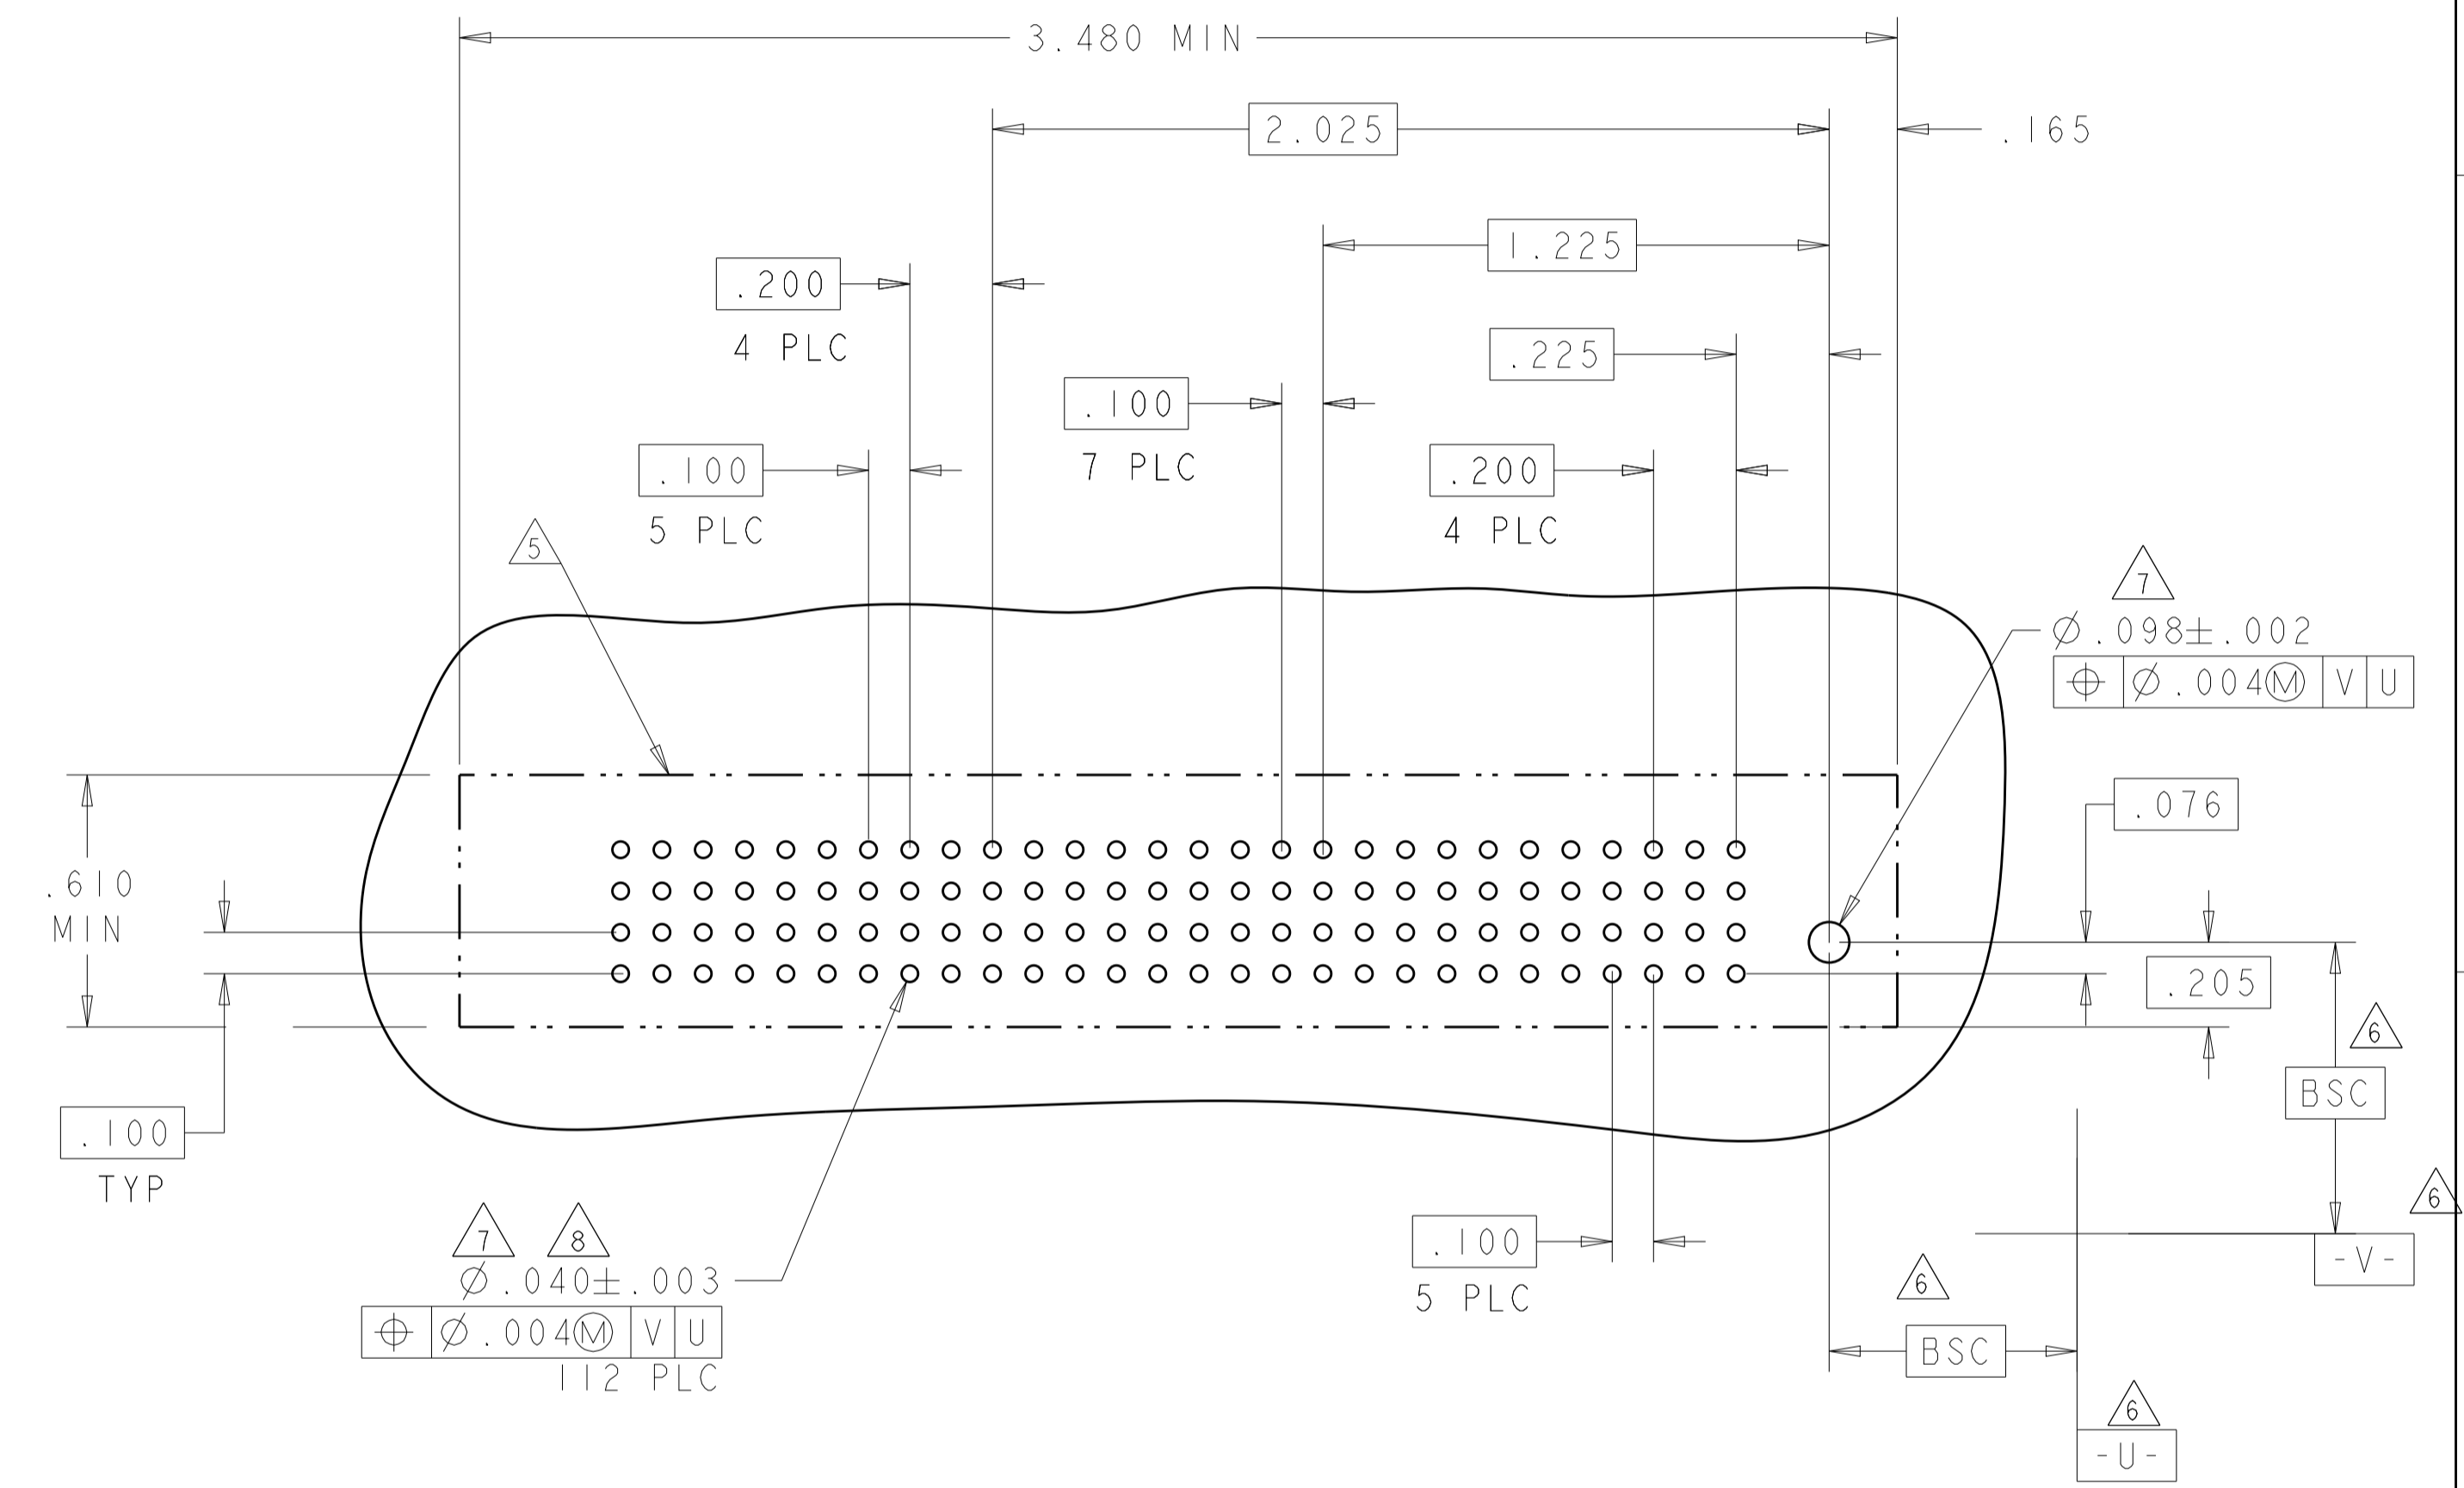 3.480 MIN
2.025
.165
1.225
.200
4 PLC
.225
.100
7 PLC
.100
5 PLC
.200
4 PLC
5
7
Ø.098±.002
⌖ Ø.004Ⓜ V U
.076
.610
MIN
.205
6
BSC
.100
TYP
6
-V-
7 8
Ø.040±.003
⌖ Ø.004Ⓜ V U
112 PLC
.100
5 PLC
6
BSC
6
-U-